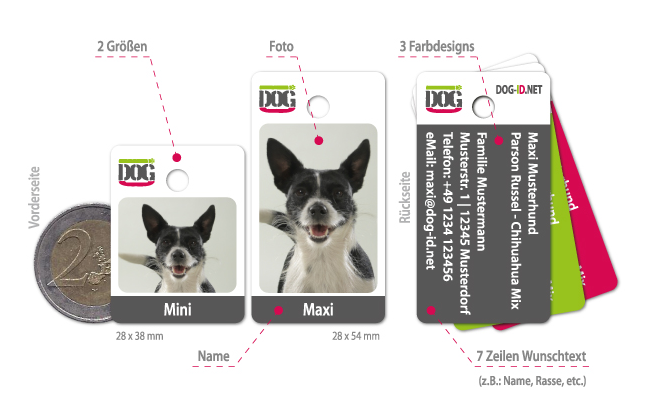 2 Größen
Foto
3 Farbdesigns
Vorderseite
2
DOG
Mini
28 x 38 mm
DOG
Maxi
28 x 54 mm
Name
Rückseite
DOG
DOG-ID.NET
Maxi Musterhund
Parson Russel - Chihuahua Mix
Familie Mustermann
Musterstr. 1 | 12345 Musterdorf
Telefon: +49 1234 123456
eMail: maxi@dog-id.net
7 Zeilen Wunschtext
(z.B.: Name, Rasse, etc.)